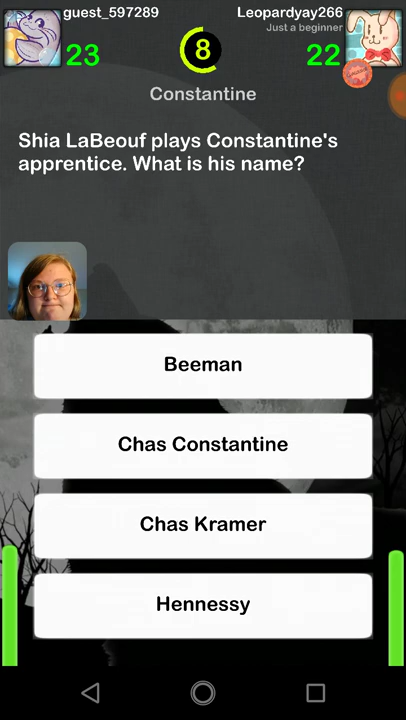 guest_597289
Leopardyay266
Just a beginner
23
8
22
Constantine
Shia LaBeouf plays Constantine's
apprentice. What is his name?
Beeman
Chas Constantine
Chas Kramer
Hennessy